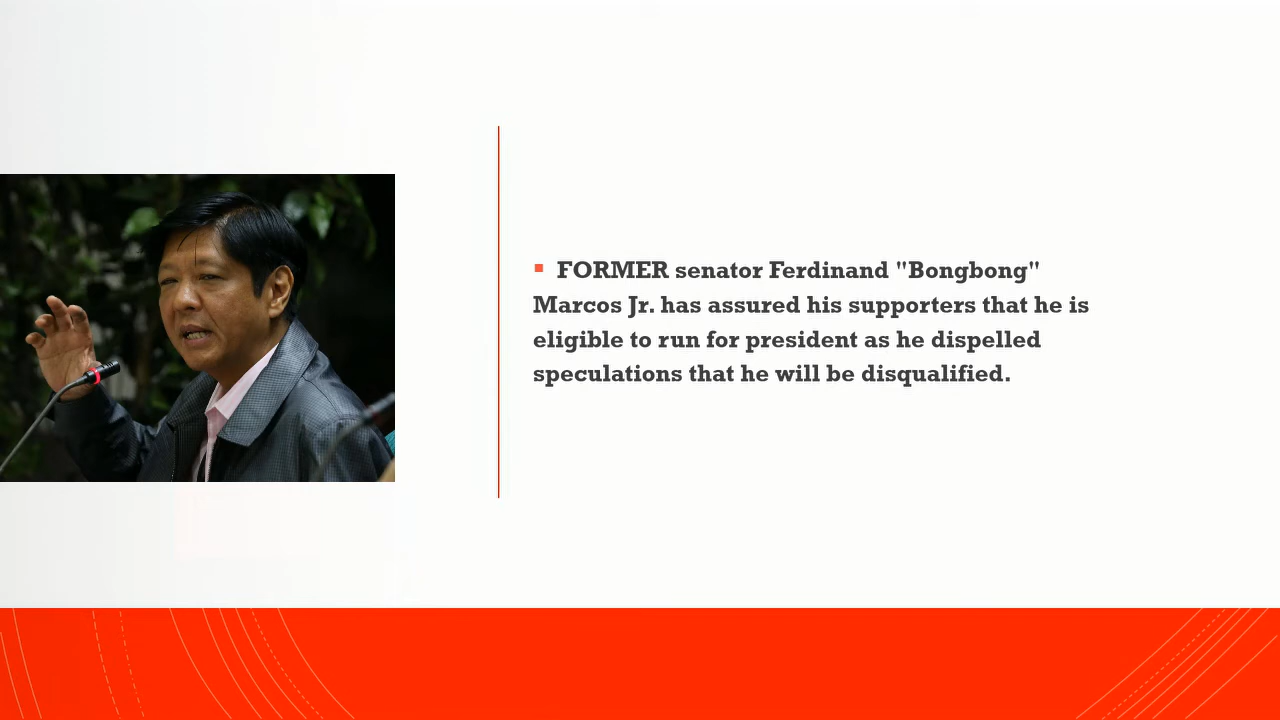 FORMER senator Ferdinand "Bongbong"
Marcos Jr. has assured his supporters that he is
eligible to run for president as he dispelled
speculations that he will be disqualified.